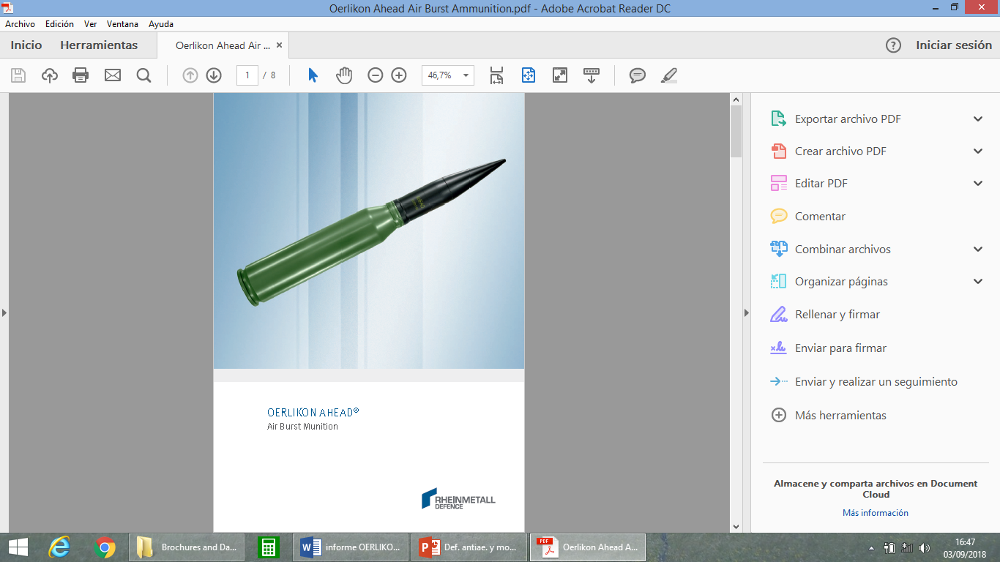 Oerlikon Ahead Air Burst Ammunition.pdf - Adobe Acrobat Reader DC
Archivo Edición Ver Ventana Ayuda
Inicio Herramientas Oerlikon Ahead Air ... × Iniciar sesión
1 / 8 46,7%
Exportar archivo PDF
Crear archivo PDF
Editar PDF
Comentar
Combinar archivos
Organizar páginas
Rellenar y firmar
Enviar para firmar
Enviar y realizar un seguimiento
Más herramientas
OERLIKON AHEAD®
Air Burst Munition
RHEINMETALL
DEFENCE
Almacene y comparta archivos en Document
Cloud
Más información
Brochures and Da... informe OERLIKO... Def. antiae. y mo... Oerlikon Ahead A...
16:47
03/09/2018